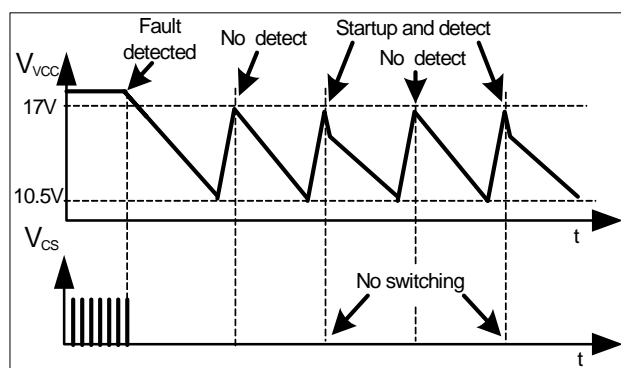 Fault
detected
No detect
Startup and detect
No detect
VVCC
17V
10.5V
t
VCS
No switching
t